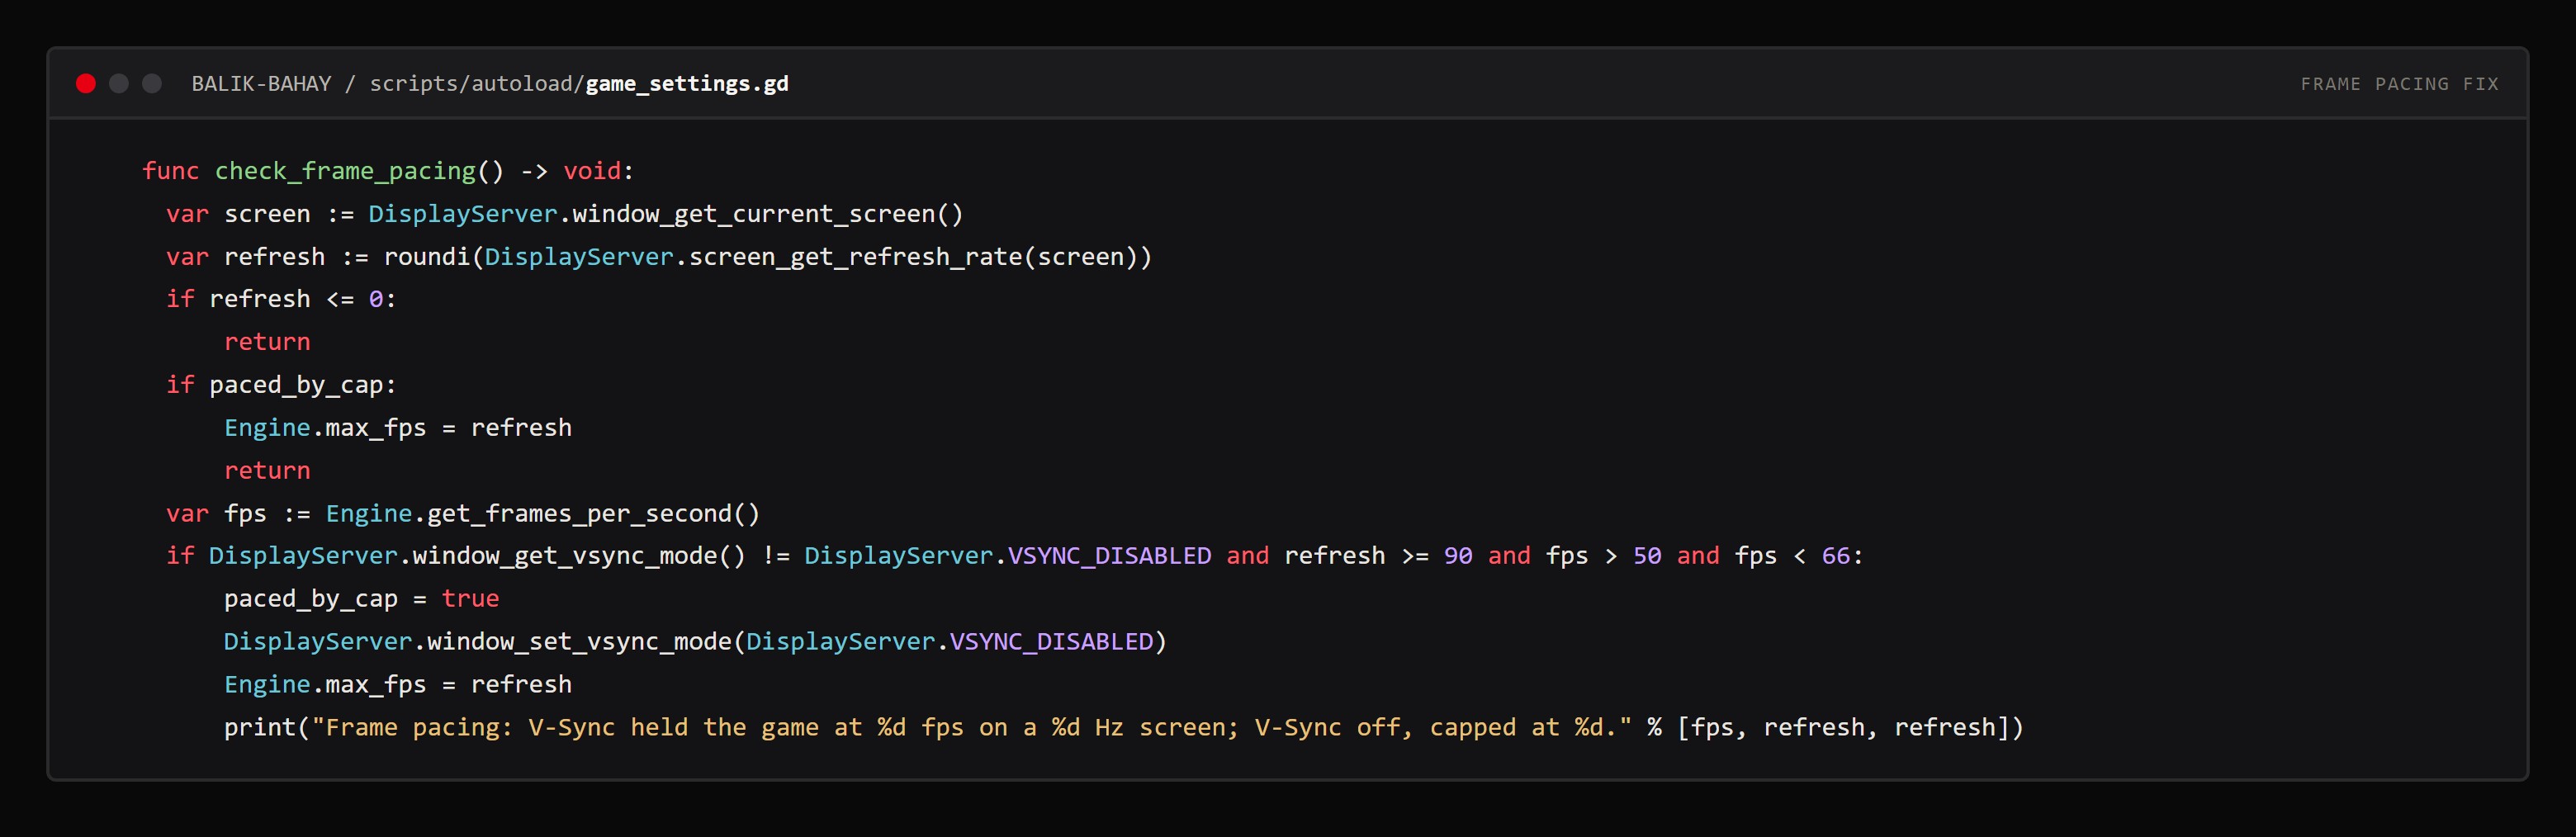 BALIK-BAHAY / scripts/autoload/game_settings.gd
FRAME PACING FIX
func check_frame_pacing() -> void:
var screen := DisplayServer.window_get_current_screen()
var refresh := roundi(DisplayServer.screen_get_refresh_rate(screen))
if refresh <= 0:
return
if paced_by_cap:
Engine.max_fps = refresh
return
var fps := Engine.get_frames_per_second()
if DisplayServer.window_get_vsync_mode() != DisplayServer.VSYNC_DISABLED and refresh >= 90 and fps > 50 and fps < 66:
paced_by_cap = true
DisplayServer.window_set_vsync_mode(DisplayServer.VSYNC_DISABLED)
Engine.max_fps = refresh
print("Frame pacing: V-Sync held the game at %d fps on a %d Hz screen; V-Sync off, capped at %d." % [fps, refresh, refresh])